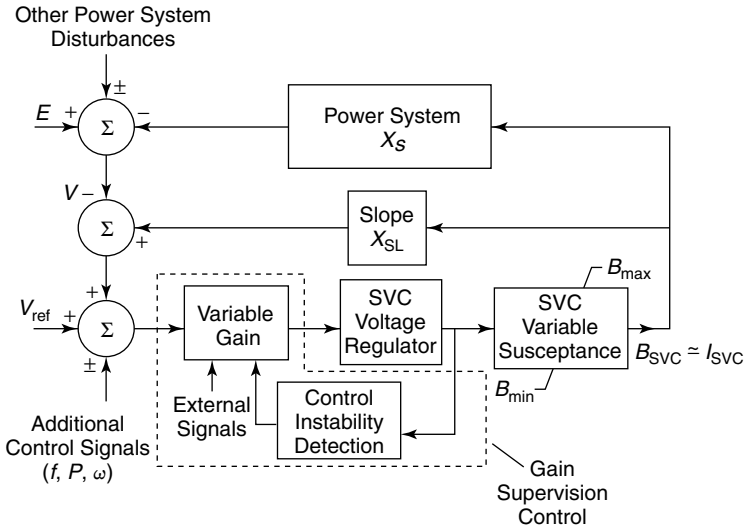 Other Power System
Disturbances
±
E
+
−
Σ
Power System
X_S
V −
Σ
+
Slope
X_SL
V_ref
+
+
Σ
±
Variable
Gain
SVC
Voltage
Regulator
B_max
SVC
Variable
Susceptance
B_min
B_SVC ≃ I_SVC
External
Signals
Control
Instability
Detection
Additional
Control Signals
(f, P, ω)
Gain
Supervision
Control